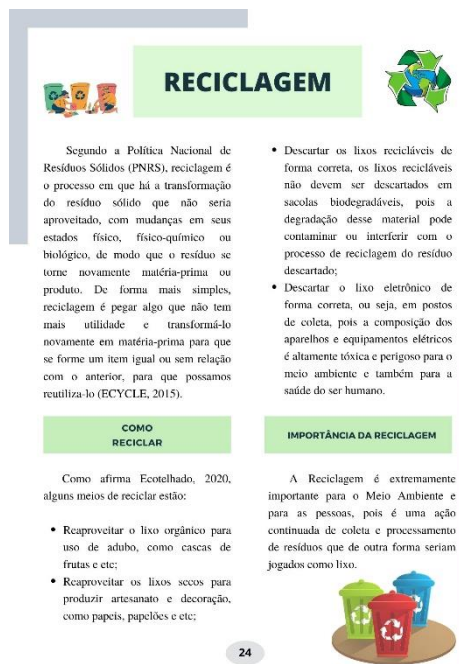 RECICLAGEM
Segundo a Política Nacional de
Resíduos Sólidos (PNRS), reciclagem é
o processo em que há a transformação
do resíduo sólido que não seria
aproveitado, com mudanças em seus
estados físico, físico-químico ou
biológico, de modo que o resíduo se
torne novamente matéria-prima ou
produto. De forma mais simples,
reciclagem é pegar algo que não tem
mais utilidade e transformá-lo
novamente em matéria-prima para que
se forme um item igual ou sem relação
com o anterior, para que possamos
reutiliza-lo (ECYCLE, 2015).
COMO
RECICLAR
Como afirma Ecotelhado, 2020,
alguns meios de reciclar estão:
• Reaproveitar o lixo orgânico para
uso de adubo, como cascas de
frutas e etc;
• Reaproveitar os lixos secos para
produzir artesanato e decoração,
como papeis, papelões e etc;
• Descartar os lixos recicláveis de
forma correta, os lixos recicláveis
não devem ser descartados em
sacolas biodegradáveis, pois a
degradação desse material pode
contaminar ou interferir com o
processo de reciclagem do resíduo
descartado;
• Descartar o lixo eletrônico de
forma correta, ou seja, em postos
de coleta, pois a composição dos
aparelhos e equipamentos elétricos
é altamente tóxica e perigoso para o
meio ambiente e também para a
saúde do ser humano.
IMPORTÂNCIA DA RECICLAGEM
A Reciclagem é extremamente
importante para o Meio Ambiente e
para as pessoas, pois é uma ação
continuada de coleta e processamento
de resíduos que de outra forma seriam
jogados como lixo.
24